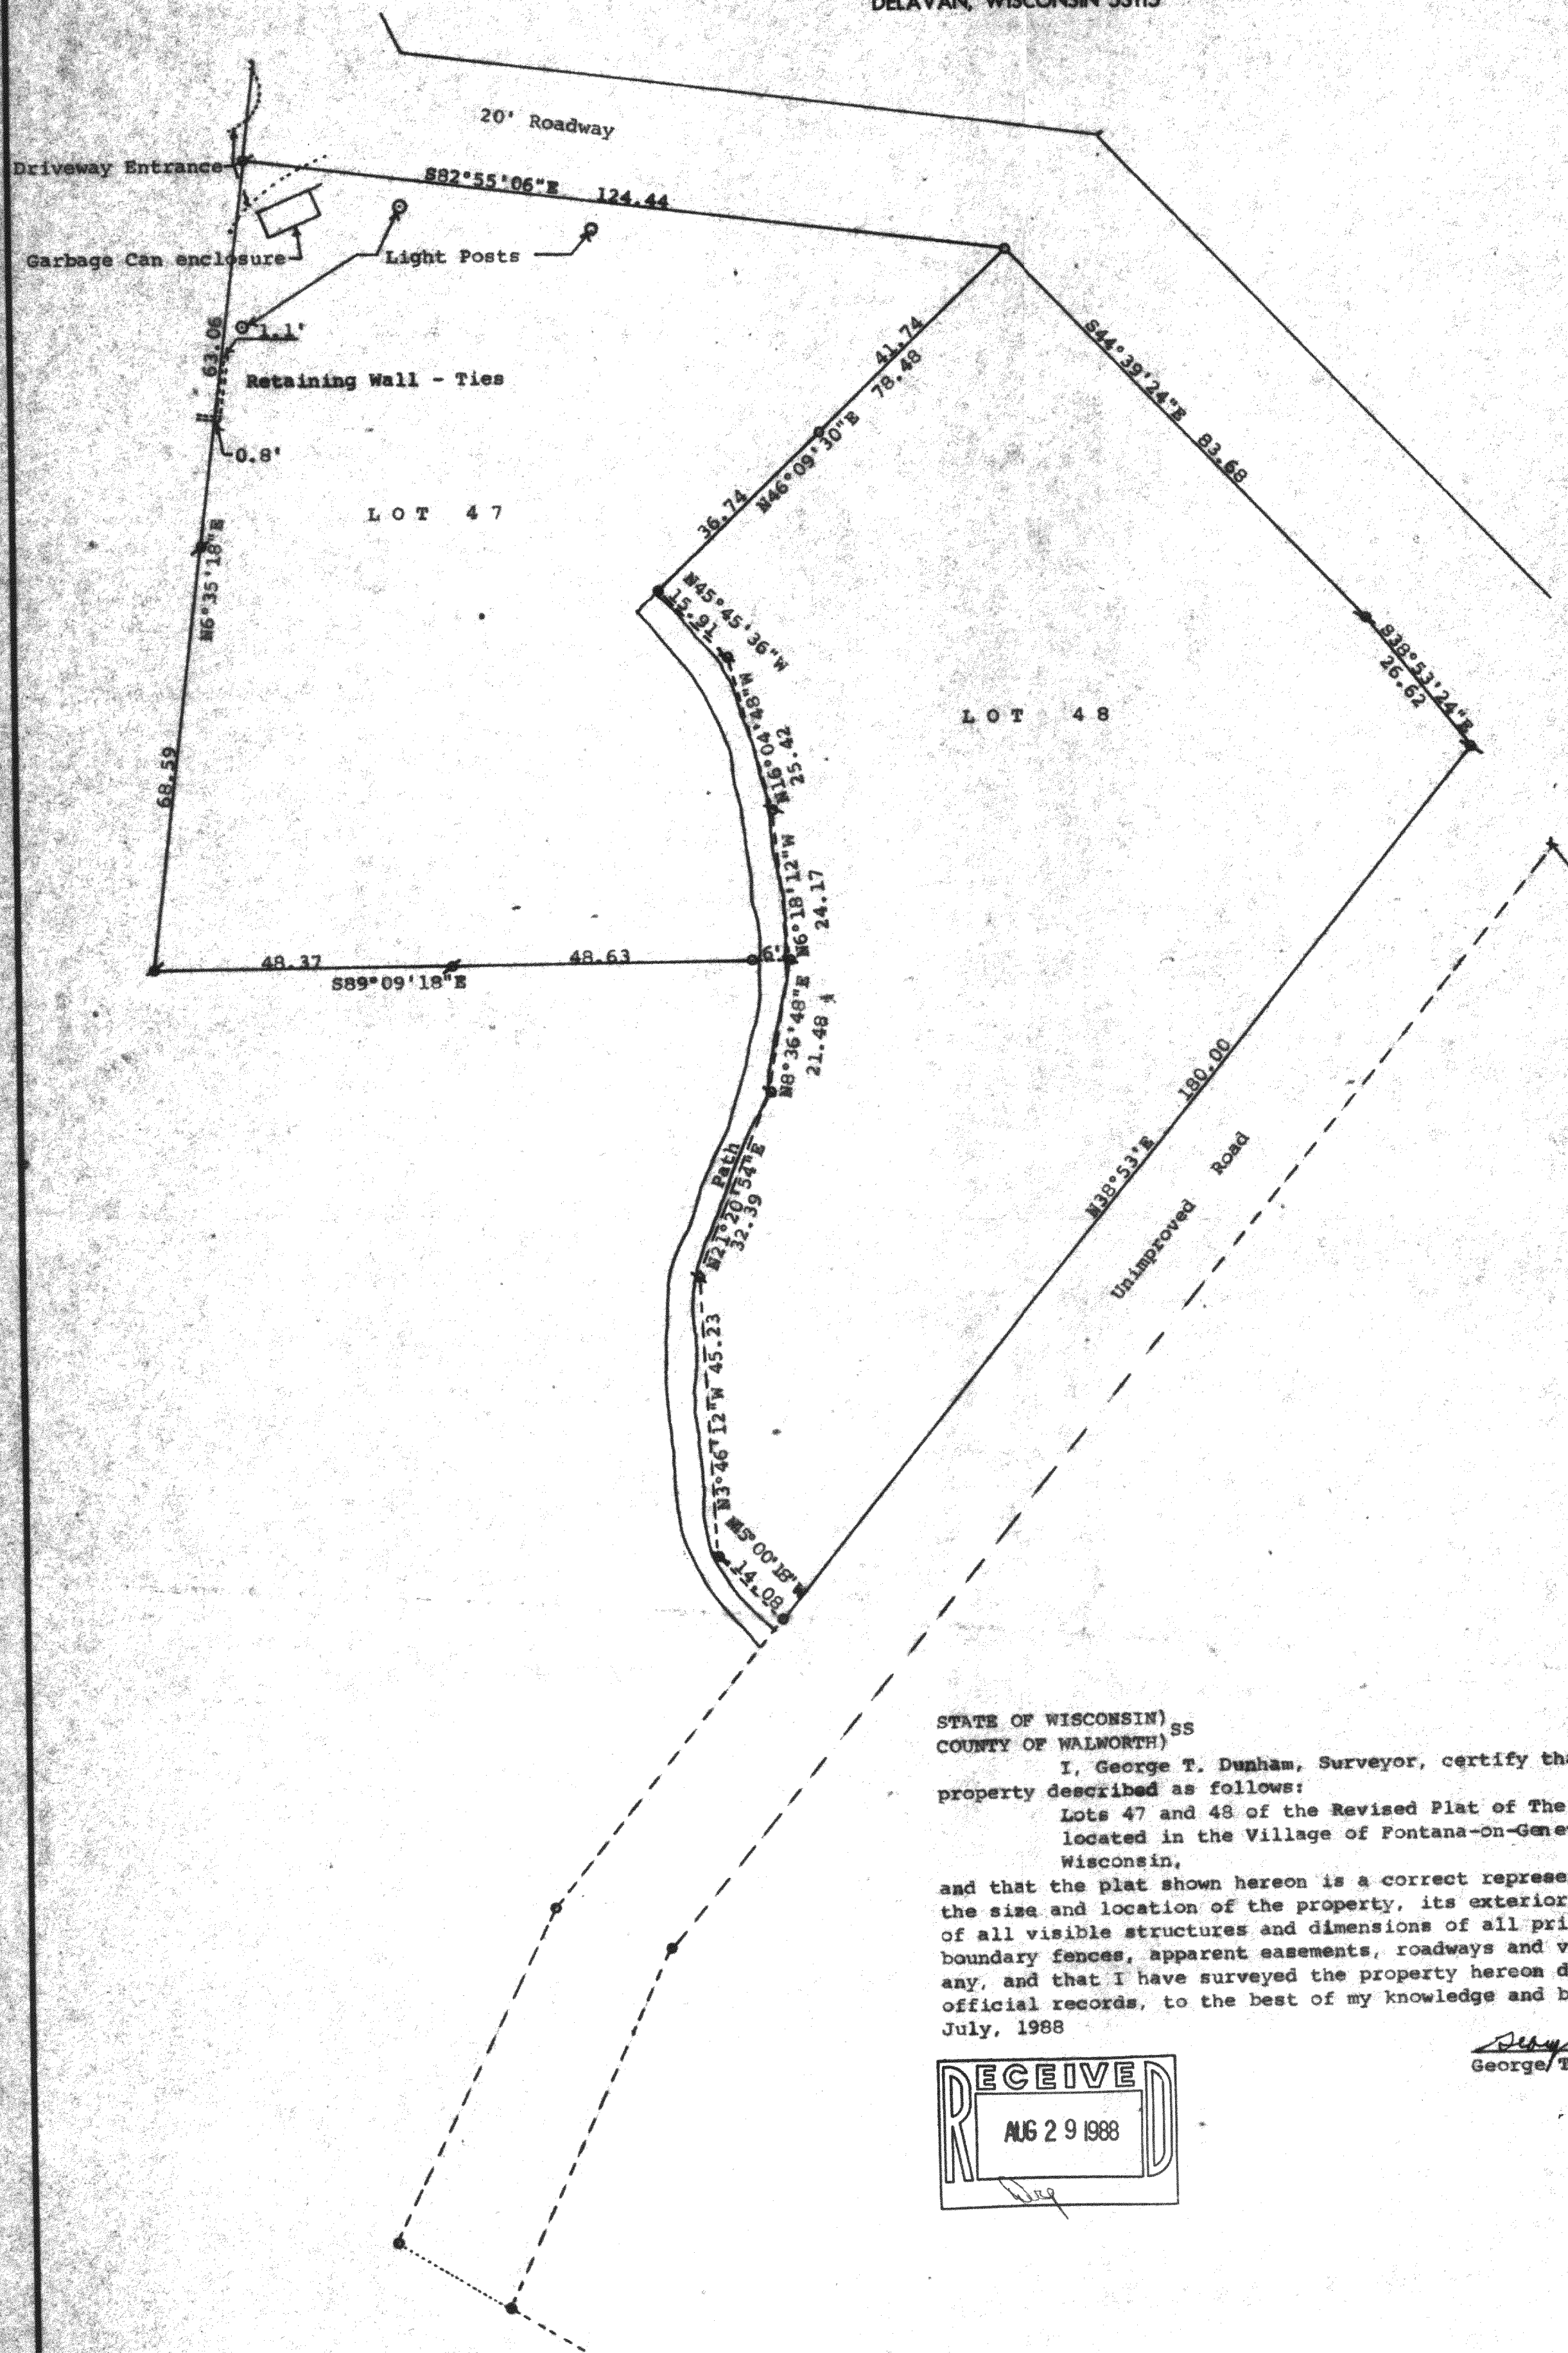 DELAVAN, WISCONSIN 53115
20' Roadway
Driveway Entrance
S82°55'06"E 124.44
Garbage Can enclosure
Light Posts
63.06
1.1'
Retaining Wall - Ties
0.8'
41.74
78.48
N46°09'30"E
36.74
S44°39'24"E 83.68
LOT 47
N6°35'18"E
N45°45'36"W
15.91
S38°53'24"E
26.62
LOT 48
N16°04'48"W
25.42
68.59
N6°18'12"W
24.17
48.37
48.63
6'
S89°09'18"E
N8°36'48"E
21.48
180.00
N38°53'E
Unimproved Road
Path
N21°20'54"E
32.39
N3°46'12"W 45.23
N45°00'18"W
14.08
STATE OF WISCONSIN)
SS
COUNTY OF WALWORTH)
I, George T. Dunham, Surveyor, certify tha
property described as follows:
Lots 47 and 48 of the Revised Plat of The
located in the Village of Fontana-on-Genev
Wisconsin,
and that the plat shown hereon is a correct represe
the size and location of the property, its exterior
of all visible structures and dimensions of all pri
boundary fences, apparent easements, roadways and v
any, and that I have surveyed the property hereon d
official records, to the best of my knowledge and b
July, 1988
George T
RECEIVED
AUG 29 1988